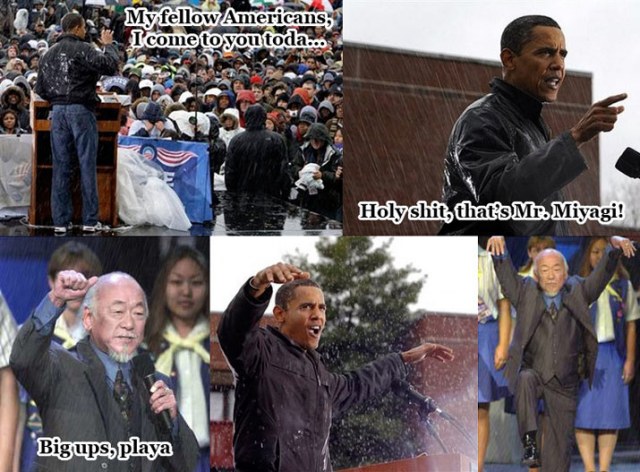 My fellow Americans,
I come to you toda...
Holy shit, that's Mr. Miyagi!
Big ups, playa